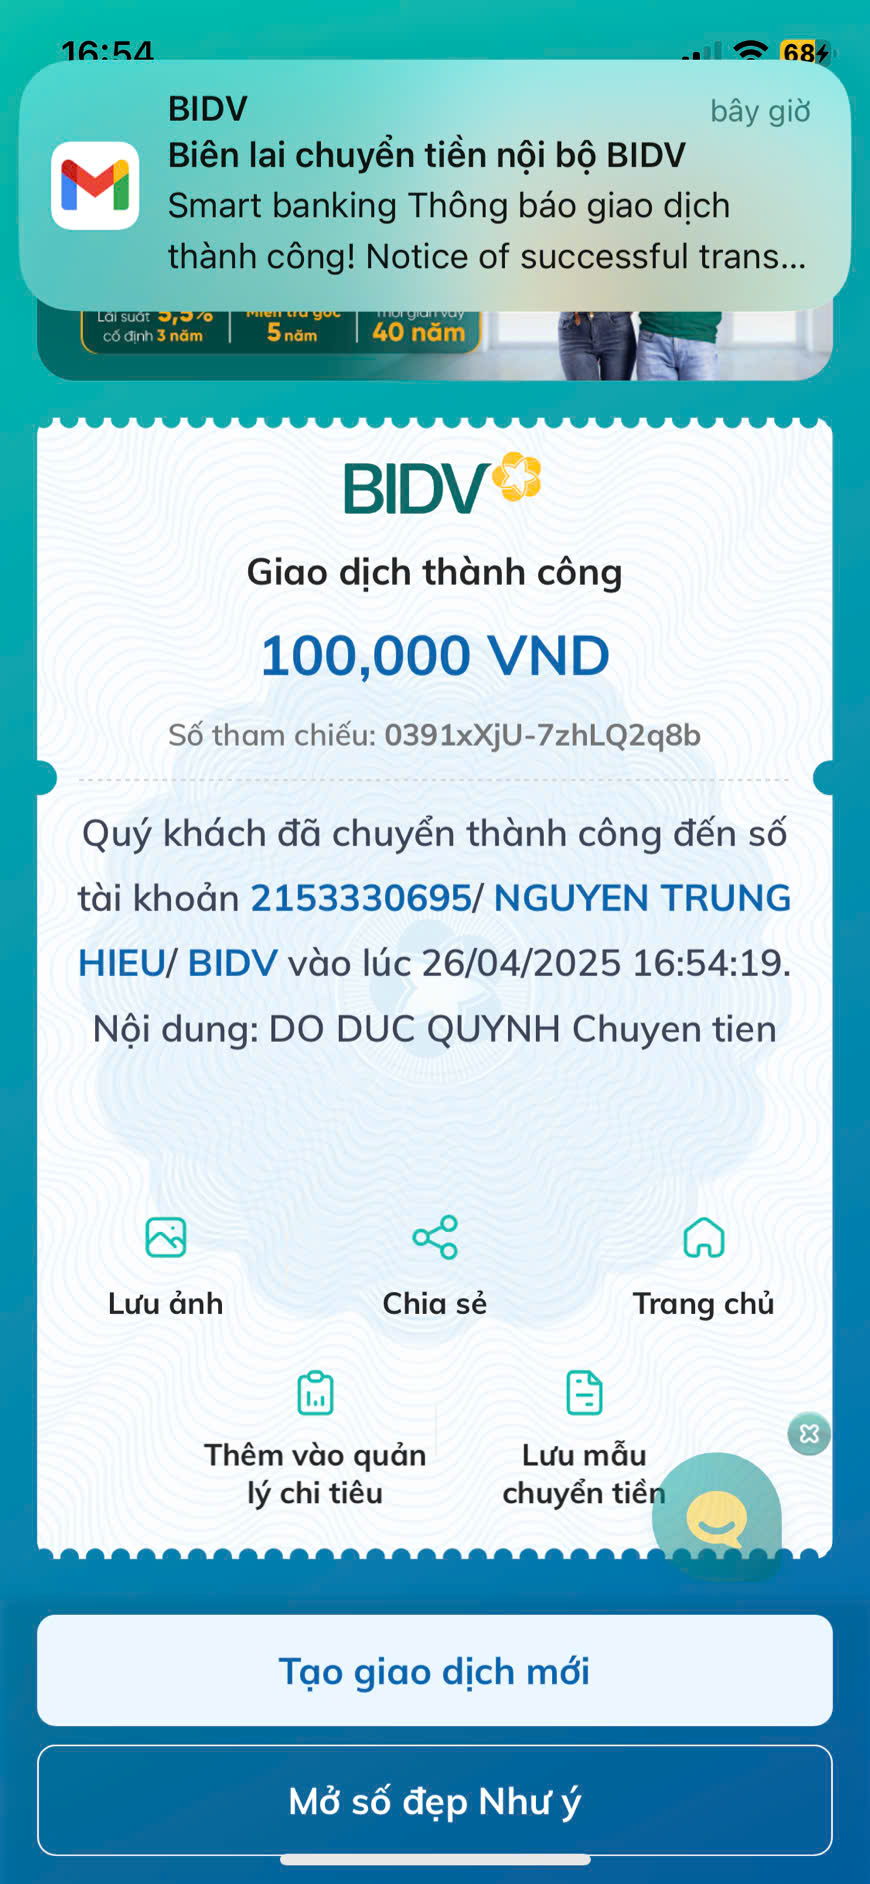 16:54
68
BIDV
bây giờ
Biên lai chuyển tiền nội bộ BIDV
Smart banking Thông báo giao dịch
thành công! Notice of successful trans...
Lãi suất 5,5%
cố định 3 năm
Miễn trả gốc
5 năm
Thời gian vay
40 năm
BIDV
Giao dịch thành công
100,000 VND
Số tham chiếu: 0391xXjU-7zhLQ2q8b
Quý khách đã chuyển thành công đến số
tài khoản 2153330695/ NGUYEN TRUNG
HIEU/ BIDV vào lúc 26/04/2025 16:54:19.
Nội dung: DO DUC QUYNH Chuyen tien
Lưu ảnh
Chia sẻ
Trang chủ
Thêm vào quản
lý chi tiêu
Lưu mẫu
chuyển tiền
Tạo giao dịch mới
Mở số đẹp Như ý